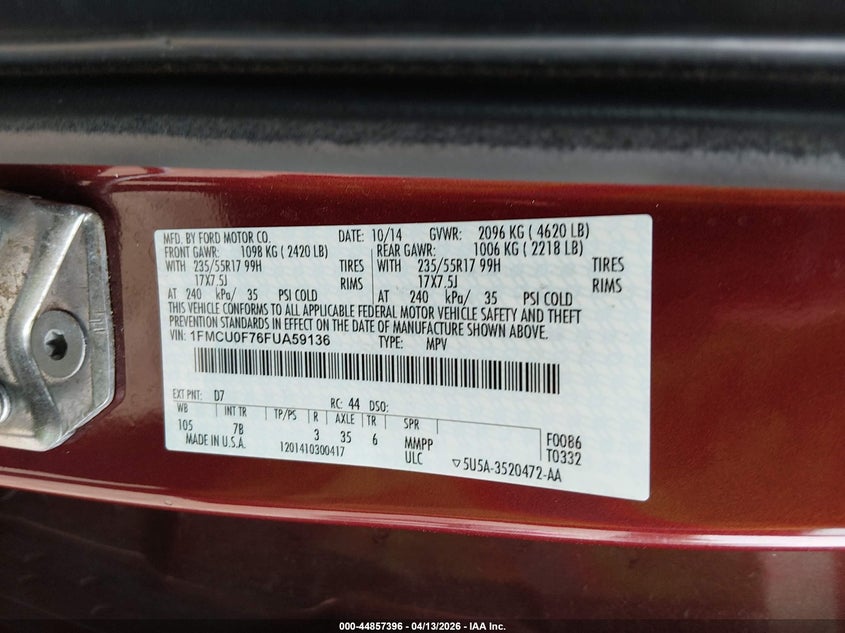 MFD. BY FORD MOTOR CO. DATE: 10/14 GVWR: 2096 KG ( 4620 LB)
FRONT GAWR: 1098 KG ( 2420 LB) REAR GAWR: 1006 KG ( 2218 LB)
WITH 235/55R17 99H TIRES WITH 235/55R17 99H TIRES
17X7.5J RIMS 17X7.5J RIMS
AT 240 kPa/ 35 PSI COLD AT 240 kPa/ 35 PSI COLD
THIS VEHICLE CONFORMS TO ALL APPLICABLE FEDERAL MOTOR VEHICLE SAFETY AND THEFT
PREVENTION STANDARDS IN EFFECT ON THE DATE OF MANUFACTURE SHOWN ABOVE.
VIN: 1FMCU0F76FUA59136 TYPE: MPV
EXT PNT: D7 RC: 44 DSO:
WB INT TR TP/PS R AXLE TR SPR
105 7B 3 35 6 MMPP F0086
MADE IN U.S.A. 1201410300417 ULC T0332
▽5U5A-3520472-AA
000-44857396 - 04/13/2026 - IAA Inc.